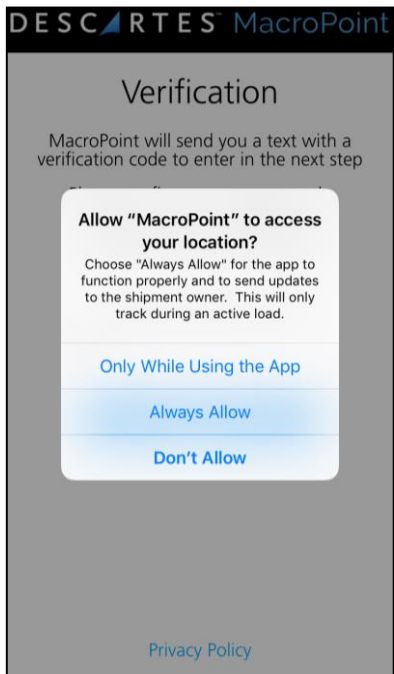 DESCARTES™ MacroPoint
Verification
MacroPoint will send you a text with a
verification code to enter in the next step
Allow “MacroPoint” to access
your location?
Choose "Always Allow" for the app to
function properly and to send updates
to the shipment owner.  This will only
track during an active load.
Only While Using the App
Always Allow
Don’t Allow
Privacy Policy